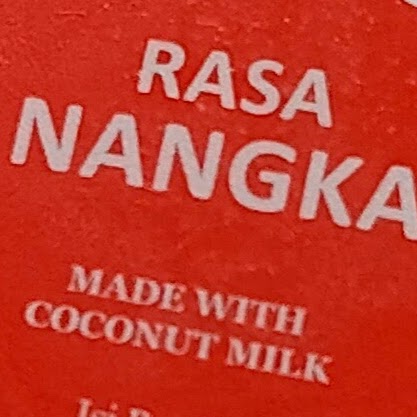 RASA
NANGKA
MADE WITH
COCONUT MILK